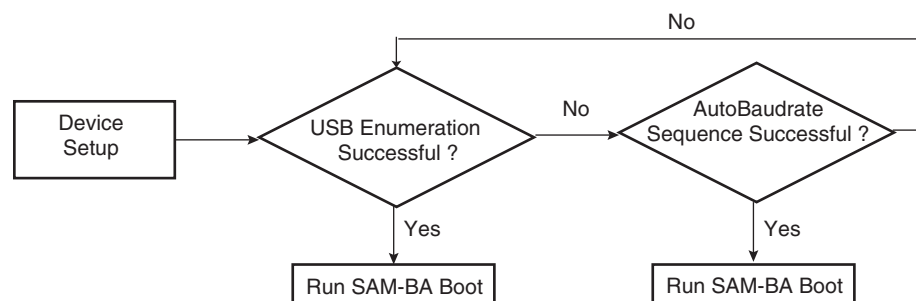 No
Device
Setup
USB Enumeration
Successful ?
No
AutoBaudrate
Sequence Successful ?
Yes
Yes
Run SAM-BA Boot
Run SAM-BA Boot